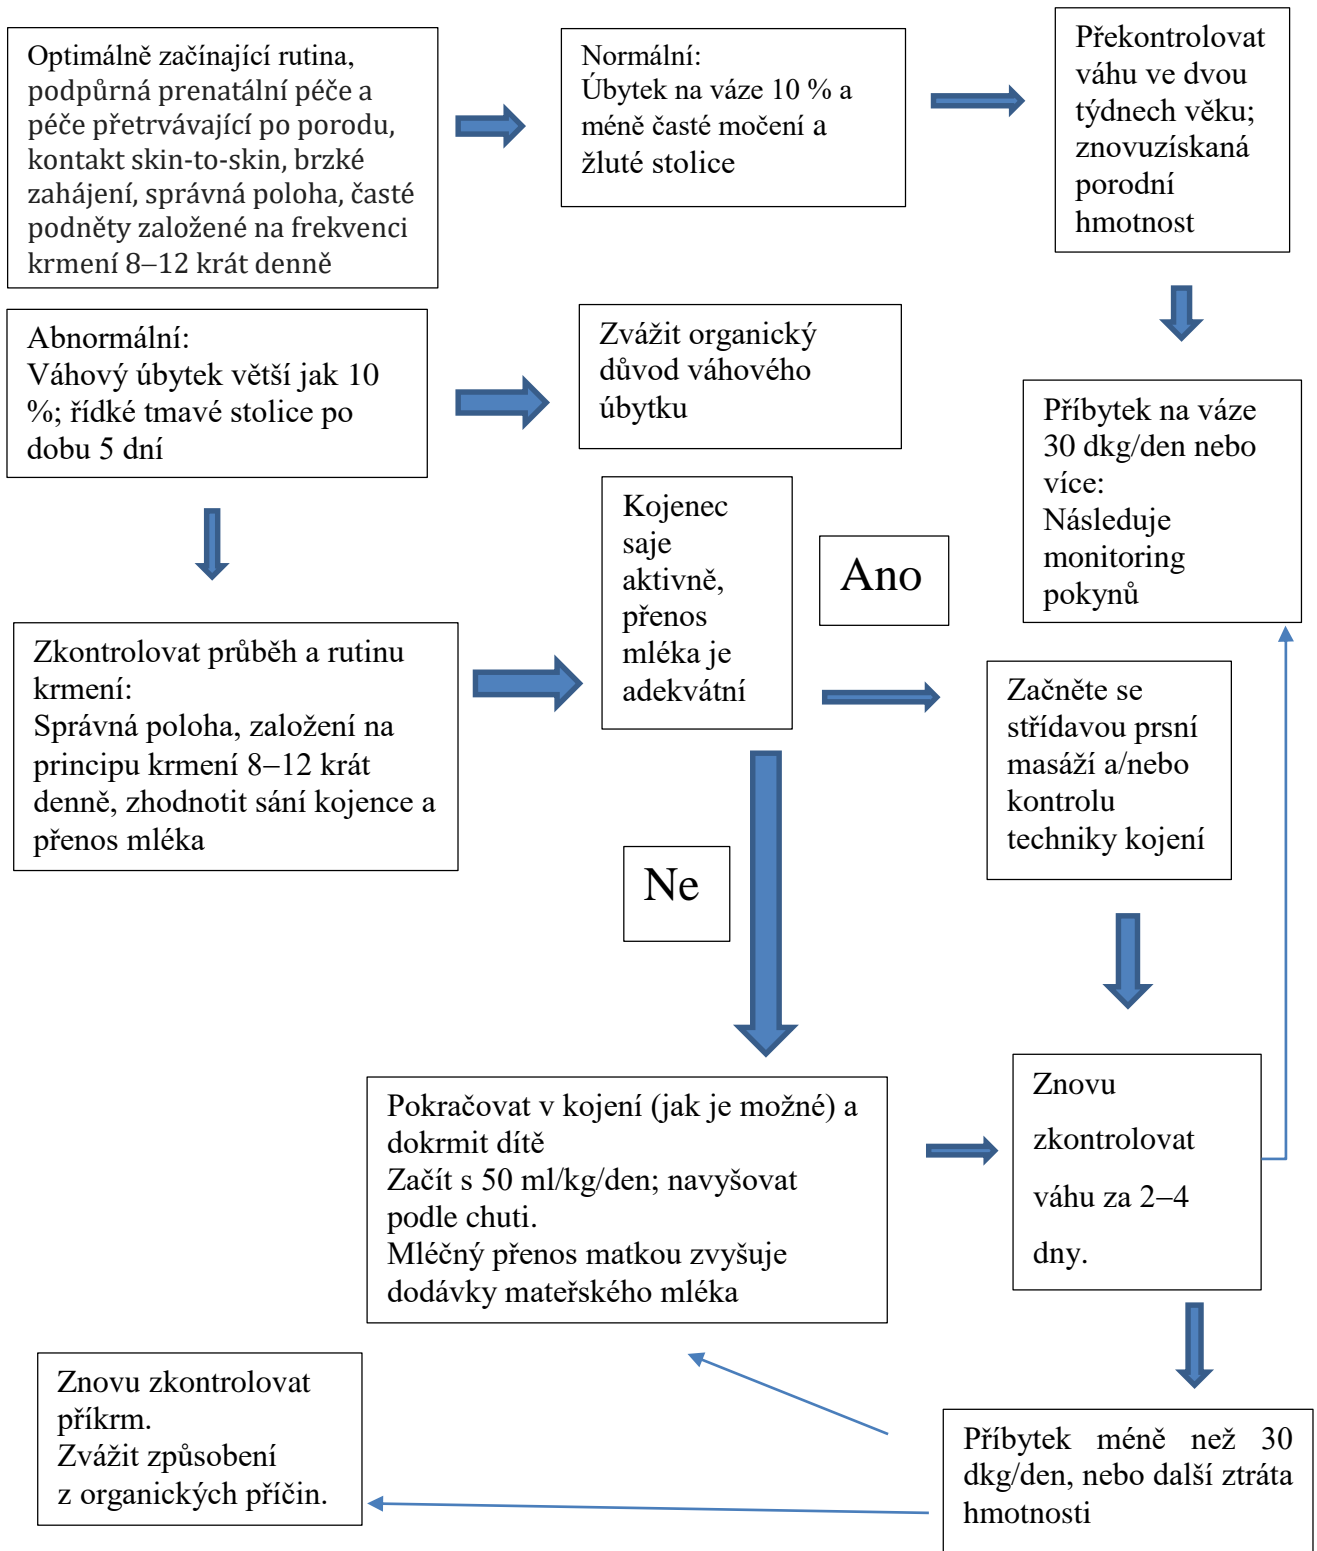 Optimálně začínající rutina,
podpůrná prenatální péče a
péče přetrvávající po porodu,
kontakt skin-to-skin, brzké
zahájení, správná poloha, časté
podněty založené na frekvenci
krmení 8–12 krát denně
Normální:
Úbytek na váze 10 % a
méně časté močení a
žluté stolice
Překontrolovat
váhu ve dvou
týdnech věku;
znovuzískaná
porodní
hmotnost
Abnormální:
Váhový úbytek větší jak 10
%; řídké tmavé stolice po
dobu 5 dní
Zvážit organický
důvod váhového
úbytku
Příbytek na váze
30 dkg/den nebo
více:
Následuje
monitoring
pokynů
Zkontrolovat průběh a rutinu
krmení:
Správná poloha, založení na
principu krmení 8–12 krát
denně, zhodnotit sání kojence a
přenos mléka
Kojenec
saje
aktivně,
přenos
mléka je
adekvátní
Ano
Začněte se
střídavou prsní
masáží a/nebo
kontrolu
techniky kojení
Ne
Pokračovat v kojení (jak je možné) a
dokrmit dítě
Začít s 50 ml/kg/den; navyšovat
podle chuti.
Mléčný přenos matkou zvyšuje
dodávky mateřského mléka
Znovu
zkontrolovat
váhu za 2–4
dny.
Znovu zkontrolovat
příkrm.
Zvážit způsobení
z organických příčin.
Příbytek méně než 30
dkg/den, nebo další ztráta
hmotnosti